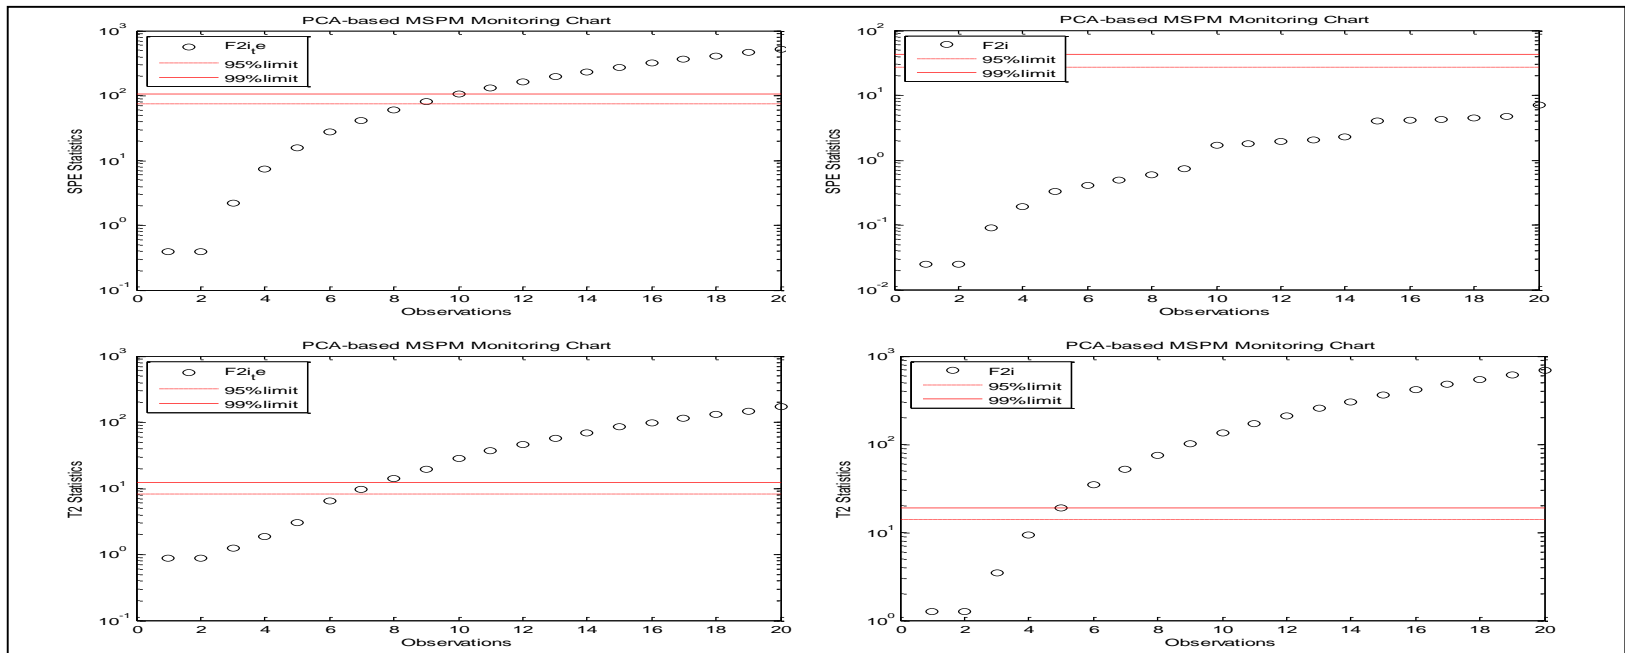 PCA-based MSPM Monitoring Chart
10^3
10^2
10^1
10^0
10^-1
SPE Statistics
F2i_te
95%limit
99%limit
0 2 4 6 8 10 12 14 16 18 20
Observations
PCA-based MSPM Monitoring Chart
10^2
10^1
10^0
10^-1
10^-2
SPE Statistics
F2i
95%limit
99%limit
0 2 4 6 8 10 12 14 16 18 20
Observations
PCA-based MSPM Monitoring Chart
10^3
10^2
10^1
10^0
10^-1
T2 Statistics
F2i_te
95%limit
99%limit
0 2 4 6 8 10 12 14 16 18 20
Observations
PCA-based MSPM Monitoring Chart
10^3
10^2
10^1
10^0
T2 Statistics
F2i
95%limit
99%limit
0 2 4 6 8 10 12 14 16 18 20
Observations